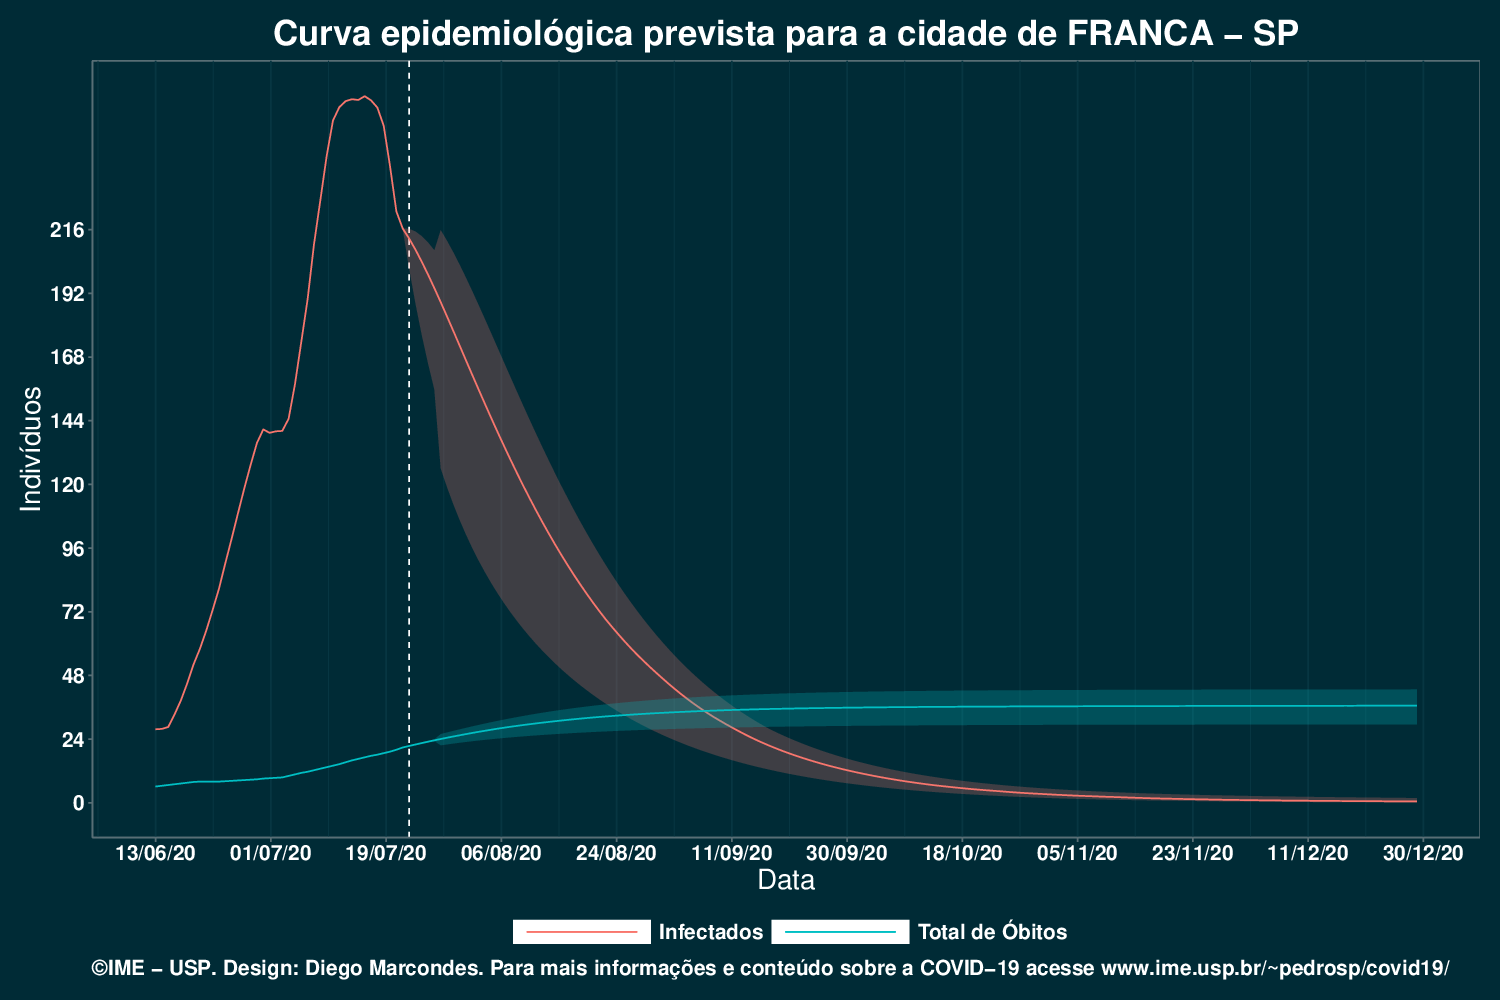 Curva epidemiológica prevista para a cidade de FRANCA – SP
Indivíduos
216
192
168
144
120
96
72
48
24
0
13/06/20 01/07/20 19/07/20 06/08/20 24/08/20 11/09/20 30/09/20 18/10/20 05/11/20 23/11/20 11/12/20 30/12/20
Data
Infectados Total de Óbitos
©IME – USP. Design: Diego Marcondes. Para mais informações e conteúdo sobre a COVID–19 acesse www.ime.usp.br/~pedrosp/covid19/